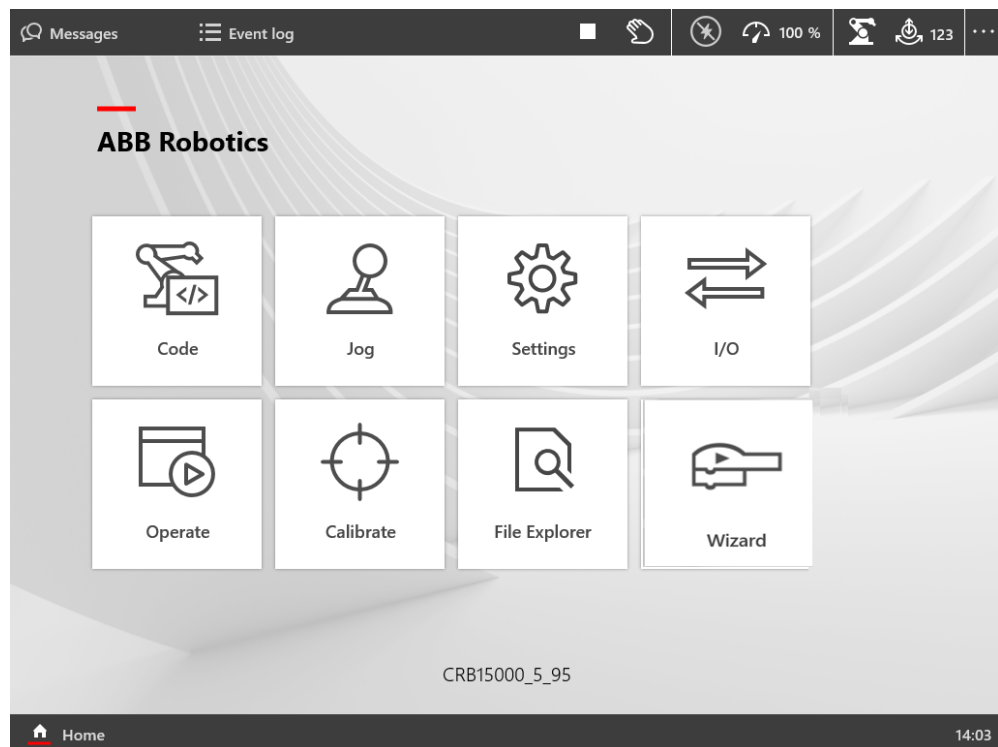 Messages Event log 100 % 123 ...
ABB Robotics
</>
Code Jog Settings I/O
Operate Calibrate File Explorer Wizard
CRB15000_5_95
Home 14:03